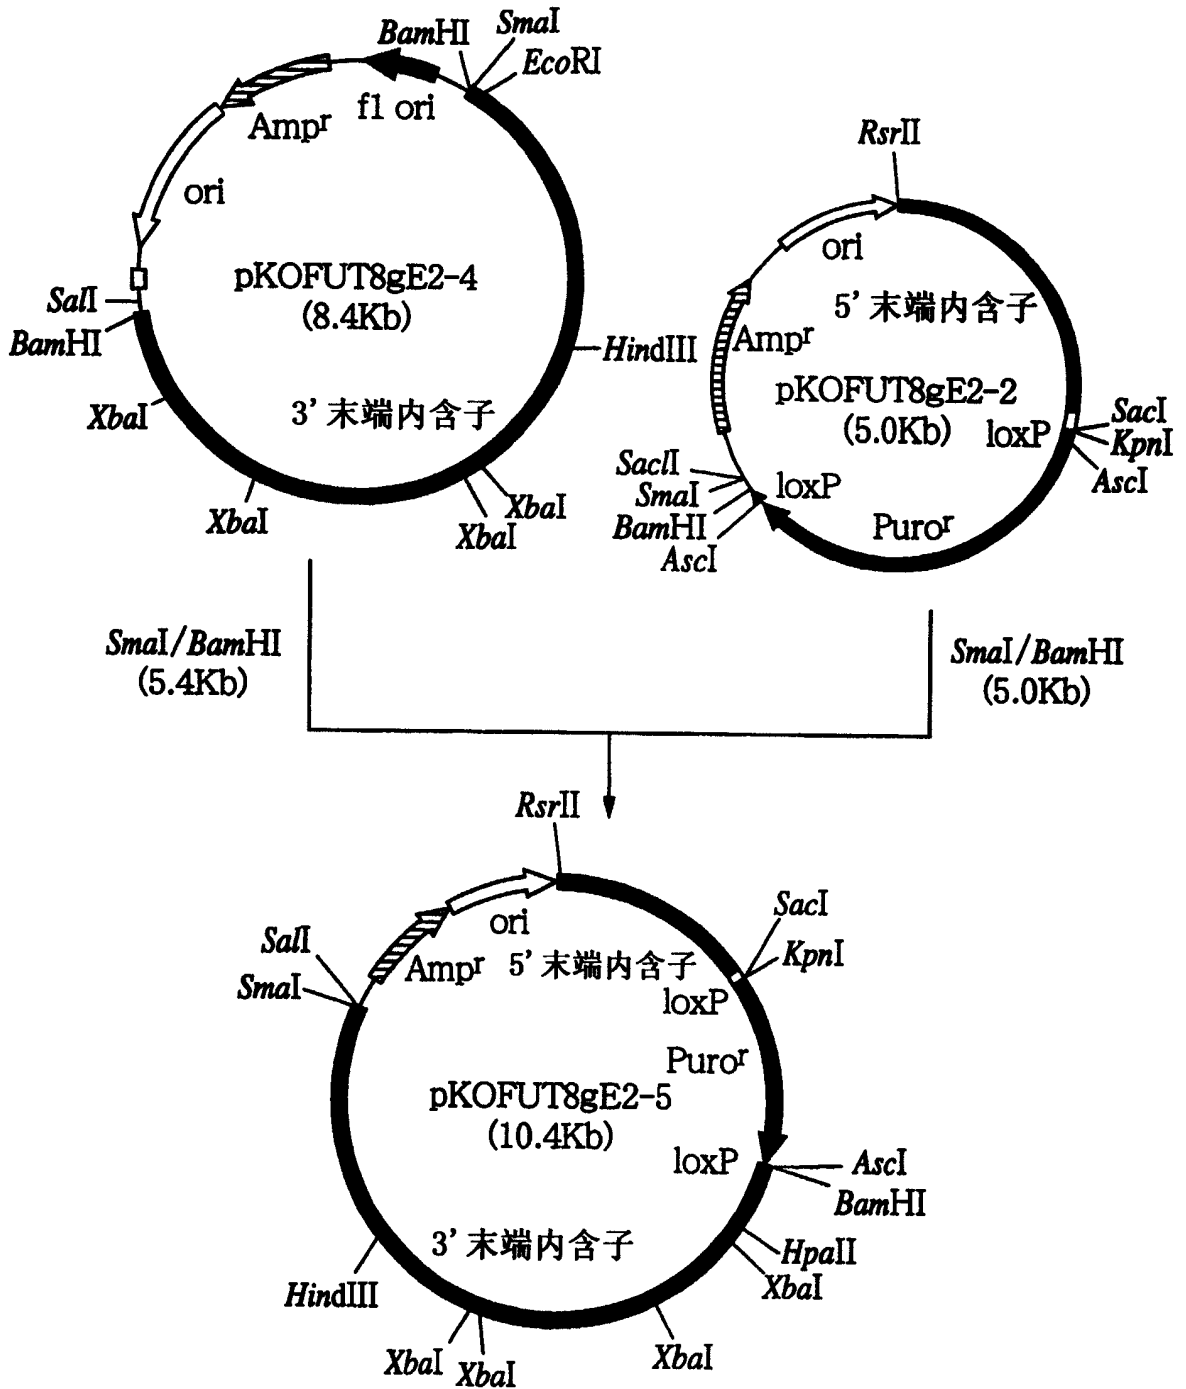 BamHI
SmaI
EcoRI
f1 ori
Ampr
ori
pKOFUT8gE2-4
(8.4Kb)
SalI
BamHI
HindIII
XbaI
3' 末端内含子
XbaI
XbaI
XbaI
RsrII
ori
5' 末端内含子
Ampr
pKOFUT8gE2-2
(5.0Kb)
loxP
SacI
KpnI
AscI
SaclI
SmaI
BamHI
AscI
loxP
Puror
SmaI/BamHI
(5.4Kb)
SmaI/BamHI
(5.0Kb)
RsrII
ori
Ampr
5' 末端内含子
SacI
KpnI
loxP
SalI
SmaI
Puror
pKOFUT8gE2-5
(10.4Kb)
loxP
AscI
BamHI
3' 末端内含子
HpaII
XbaI
HindIII
XbaI
XbaI
XbaI